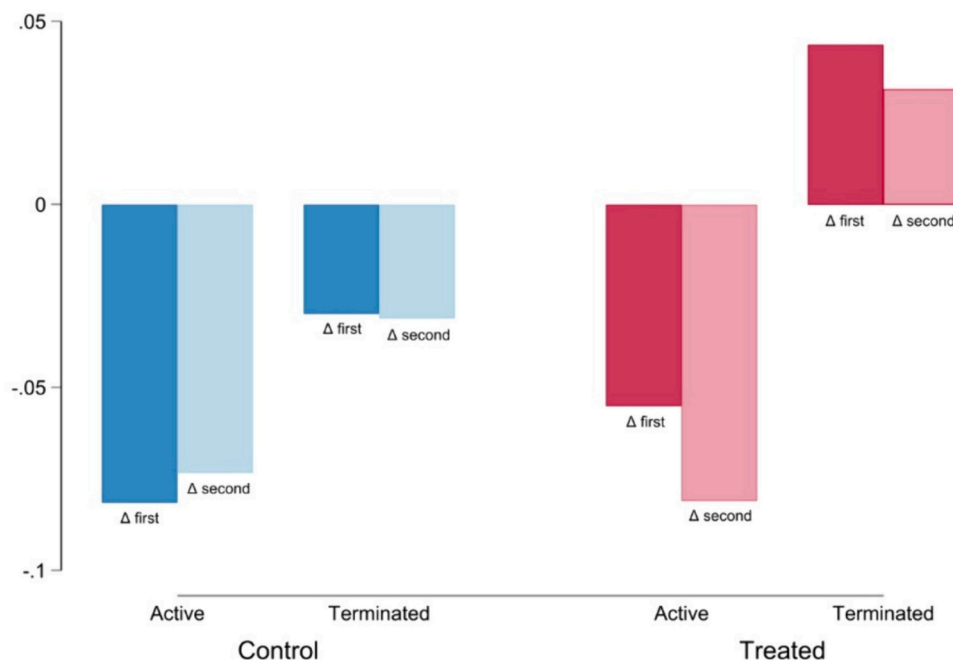 .05
0
-.05
-.1
Δ first
Δ second
Δ first
Δ second
Δ first
Δ second
Δ first
Δ second
Active
Terminated
Active
Terminated
Control
Treated